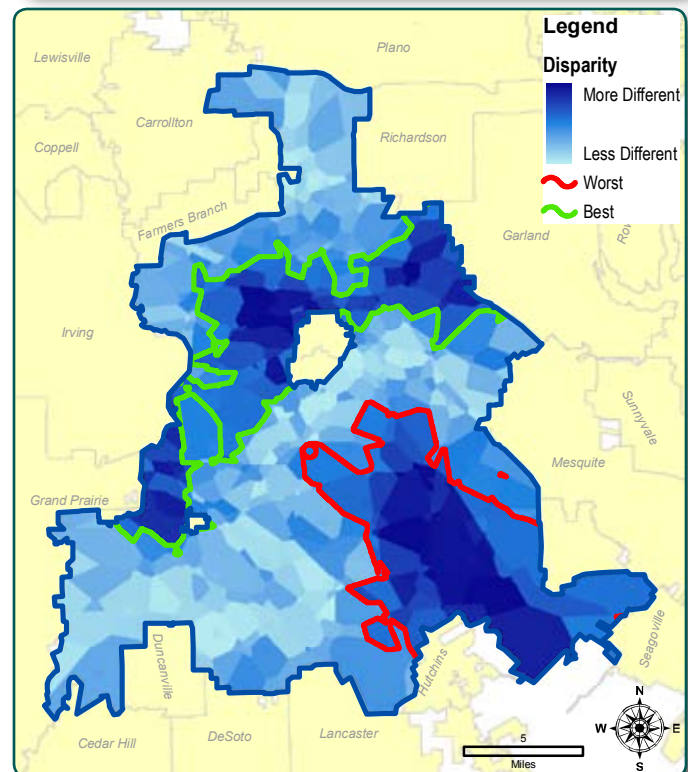 Legend
Disparity
More Different
Less Different
Worst
Best
Lewisville
Plano
Carrollton
Richardson
Coppell
Farmers Branch
Garland
Irving
Sunnyvale
Mesquite
Grand Prairie
Duncanville
Hutchins
Seagoville
Cedar Hill
DeSoto
Lancaster
5
Miles
N
W
E
S